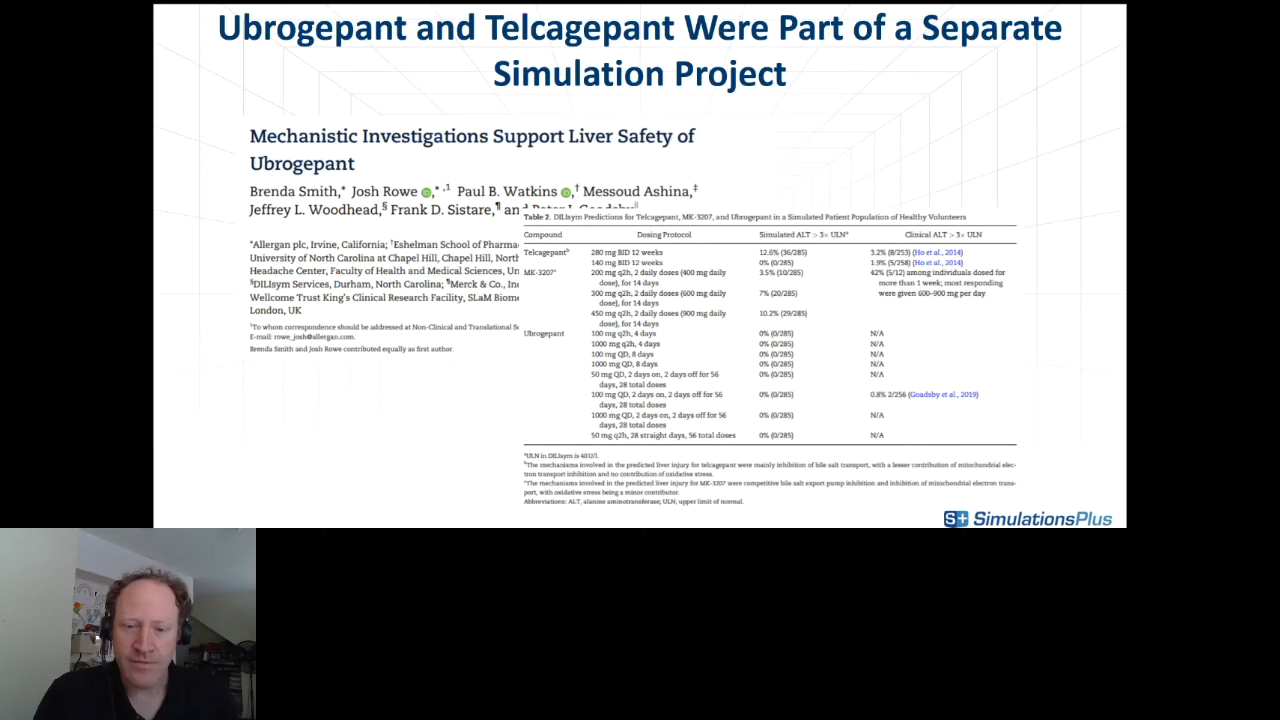 Ubrogepant and Telcagepant Were Part of a Separate
Simulation Project
Mechanistic Investigations Support Liver Safety of
Ubrogepant
Brenda Smith,* Josh Rowe *,1 Paul B. Watkins † Messoud Ashina,‡
Jeffrey L. Woodhead,§ Frank D. Sistare,¶ and Peter J. Goadsby||
*Allergan plc, Irvine, California; †Eshelman School of Pharmac
University of North Carolina at Chapel Hill, Chapel Hill, North
Headache Center, Faculty of Health and Medical Sciences, Un
§DILIsym Services, Durham, North Carolina; ¶Merck & Co., Inc
Wellcome Trust King's Clinical Research Facility, SLaM Biome
London, UK
1To whom correspondence should be addressed at Non-Clinical and Translational Sc
E-mail: rowe_josh@allergan.com.
Brenda Smith and Josh Rowe contributed equally as first author.
Table 2. DILIsym Predictions for Telcagepant, MK-3207, and Ubrogepant in a Simulated Patient Population of Healthy Volunteers
Compound Dosing Protocol Simulated ALT > 3× ULNa Clinical ALT > 3× ULN
Telcagepantb 280 mg BID 12 weeks 12.6% (36/285) 3.2% (8/253) (Ho et al., 2014)
140 mg BID 12 weeks 0% (0/285) 1.9% (5/258) (Ho et al., 2014)
MK-3207c 200 mg q2h, 2 daily doses (400 mg daily 3.5% (10/285) 42% (5/12) among individuals dosed for
dose), for 14 days more than 1 week; most responding
300 mg q2h, 2 daily doses (600 mg daily 7% (20/285) were given 600–900 mg per day
dose), for 14 days
450 mg q2h, 2 daily doses (900 mg daily 10.2% (29/285)
dose), for 14 days
Ubrogepant 100 mg q2h, 4 days 0% (0/285) N/A
1000 mg q2h, 4 days 0% (0/285) N/A
100 mg QD, 8 days 0% (0/285) N/A
1000 mg QD, 8 days 0% (0/285) N/A
50 mg QD, 2 days on, 2 days off for 56 0% (0/285) N/A
days, 28 total doses
100 mg QD, 2 days on, 2 days off for 56 0% (0/285) 0.8% 2/256 (Goadsby et al., 2019)
days, 28 total doses
1000 mg QD, 2 days on, 2 days off for 56 0% (0/285) N/A
days, 28 total doses
50 mg q2h, 28 straight days, 56 total doses 0% (0/285) N/A
aULN in DILIsym is 40 U/l.
bThe mechanisms involved in the predicted liver injury for telcagepant were mainly inhibition of bile salt transport, with a lesser contribution of mitochondrial elec-
tron transport inhibition and no contribution of oxidative stress.
cThe mechanisms involved in the predicted liver injury for MK-3207 were competitive bile salt export pump inhibition and inhibition of mitochondrial electron trans-
port, with oxidative stress being a minor contributor.
Abbreviations: ALT, alanine aminotransferase; ULN, upper limit of normal.
S+ SimulationsPlus